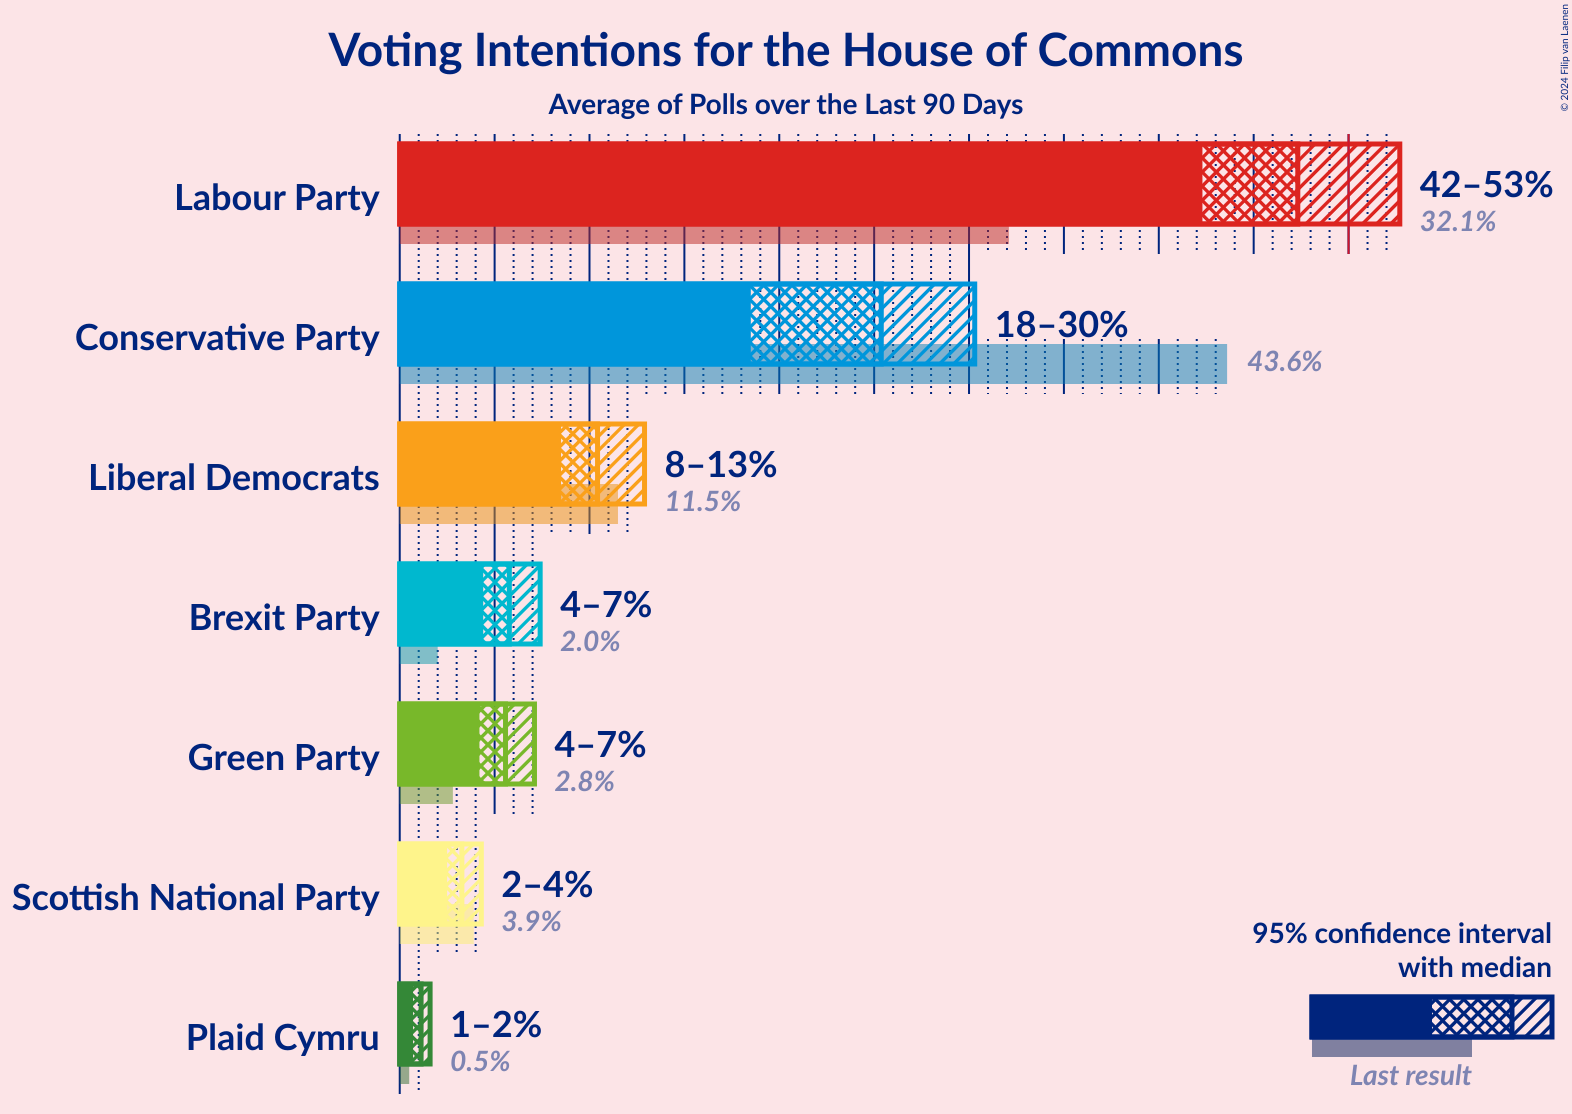 Voting Intentions for the House of Commons
Average of Polls over the Last 90 Days
© 2024 Filip van Laenen
Labour Party
42–53%
32.1%
Conservative Party
18–30%
43.6%
Liberal Democrats
8–13%
11.5%
Brexit Party
4–7%
2.0%
Green Party
4–7%
2.8%
Scottish National Party
2–4%
3.9%
Plaid Cymru
1–2%
0.5%
95% confidence interval
with median
Last result